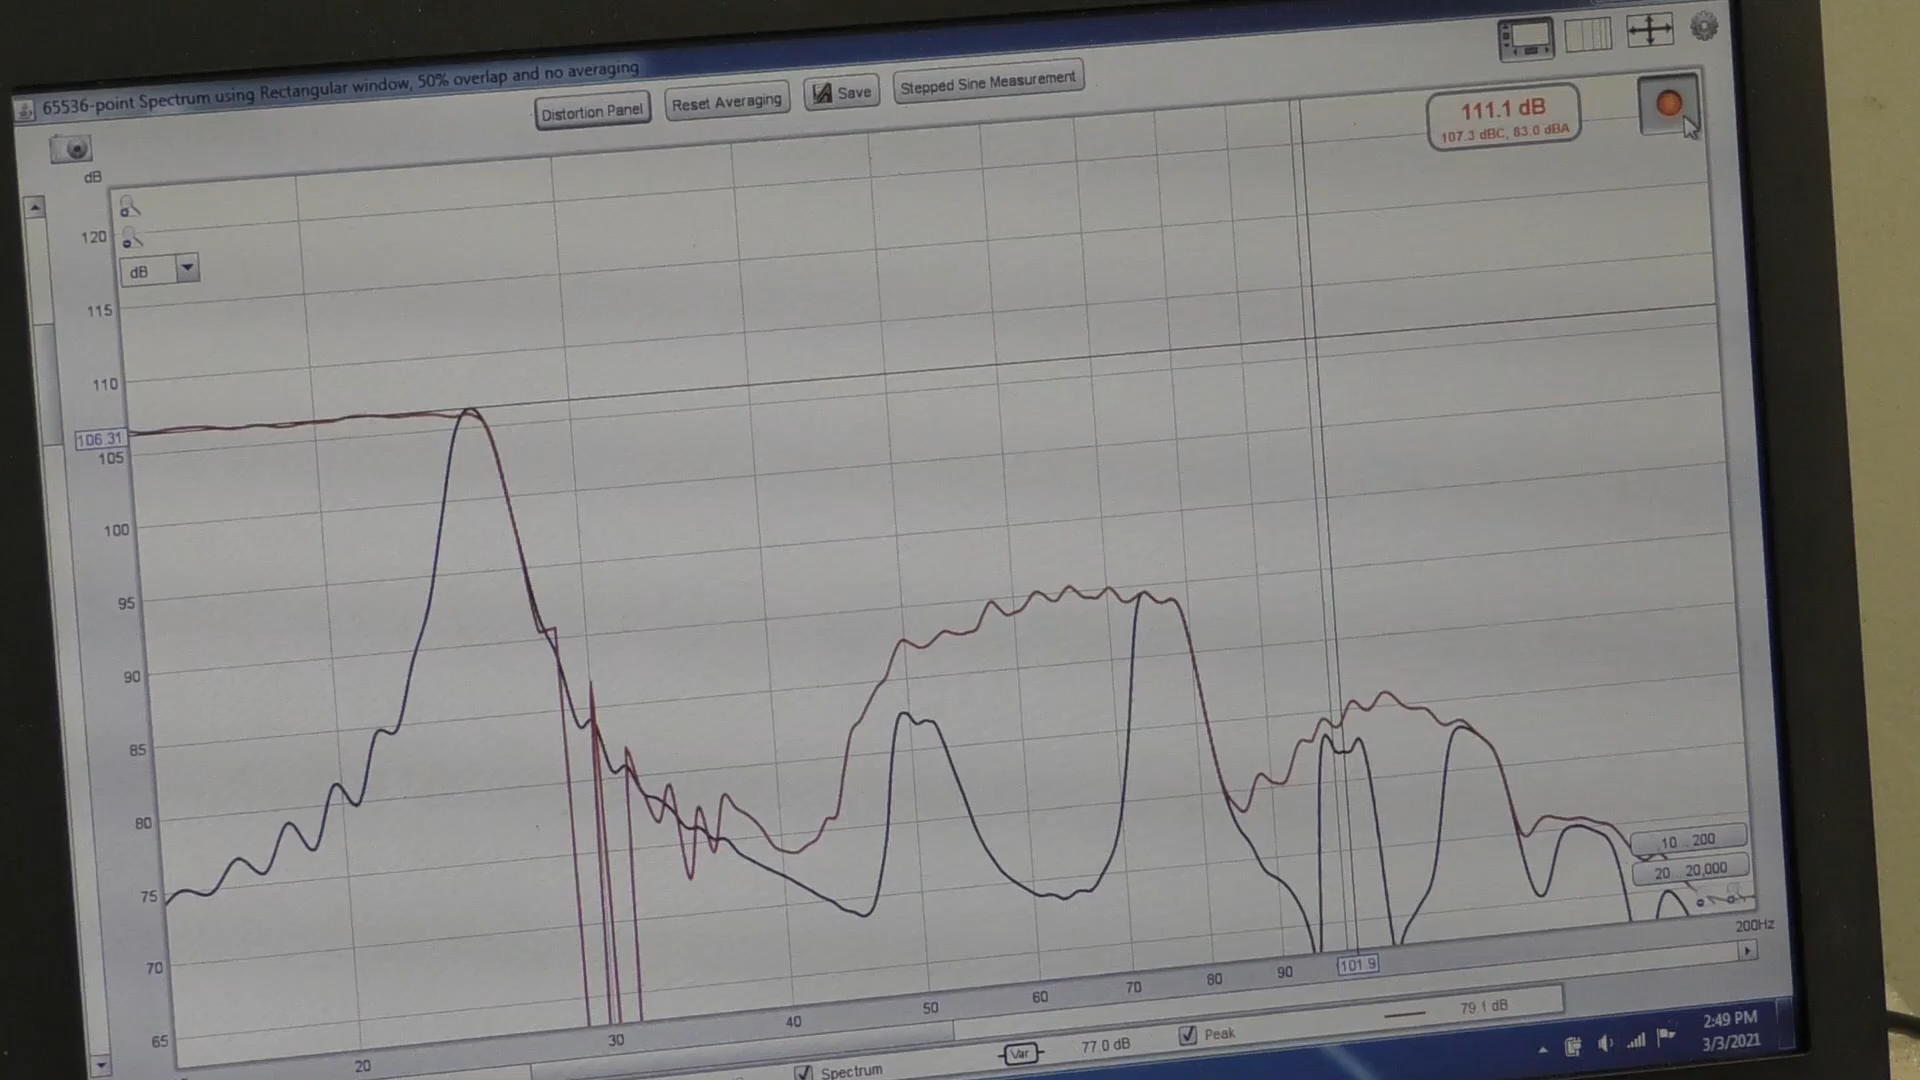 65536-point Spectrum using Rectangular window, 50% overlap and no averaging
Distortion Panel
Reset Averaging
Save
Stepped Sine Measurement
111.1 dB
107.3 dBC, 83.0 dBA
dB
dB
120
115
110
106.31
105
100
95
90
85
80
75
70
65
20
30
40
50
60
70
80
90
101.9
200Hz
10 .. 200
20 .. 20,000
Spectrum
Var
77.0 dB
Peak
79.1 dB
2:49 PM
3/3/2021